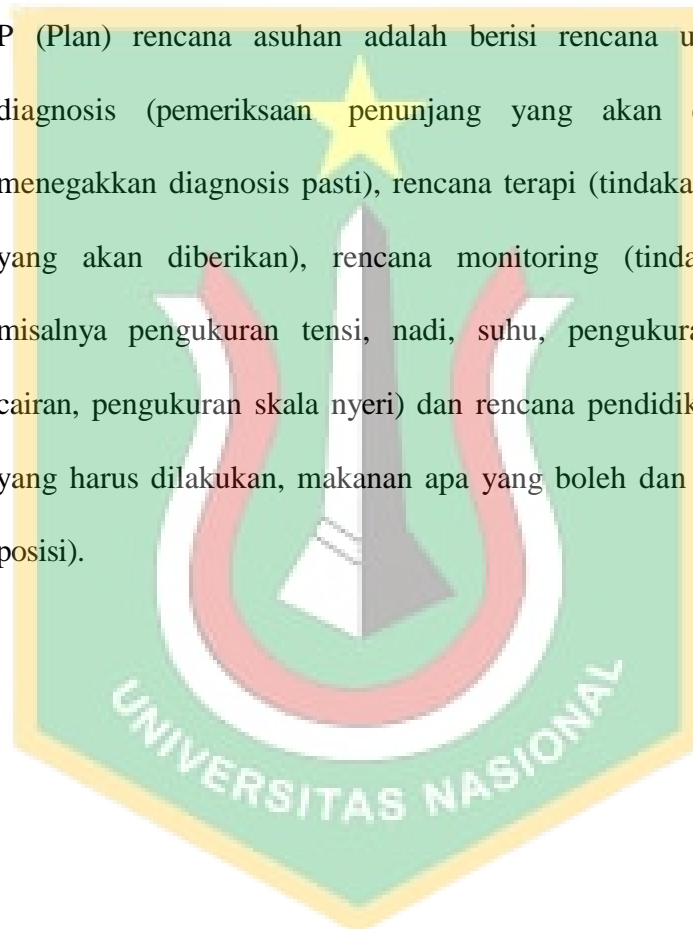 P (Plan) rencana asuhan adalah berisi rencana u
diagnosis (pemeriksaan penunjang yang akan
menegakkan diagnosis pasti), rencana terapi (tindaka
yang akan diberikan), rencana monitoring (tinda
misalnya pengukuran tensi, nadi, suhu, pengukura
cairan, pengukuran skala nyeri) dan rencana pendidik
yang harus dilakukan, makanan apa yang boleh dan
posisi).
UNIVERSITAS NASIONAL